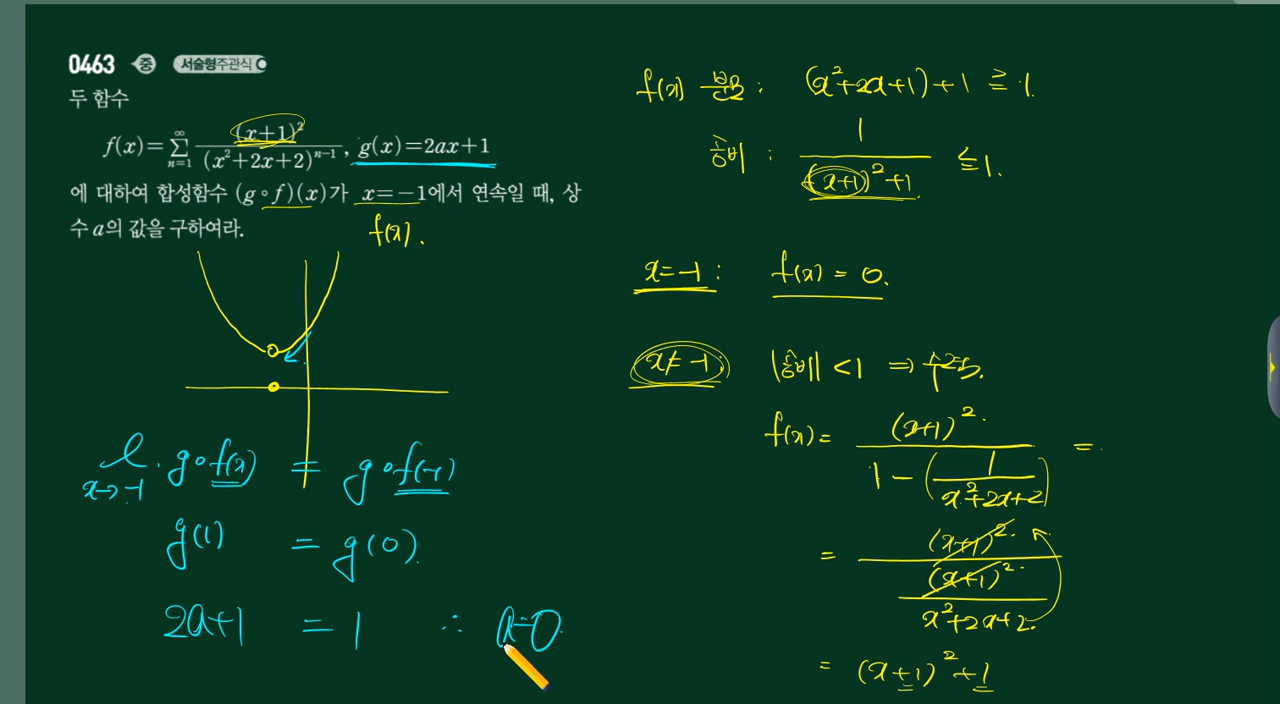 0463 중 서술형주관식
두 함수
f(x)=∑_{n=1}^{∞} (x+1)²/(x²+2x+2)^{n-1}, g(x)=2ax+1
에 대하여 합성함수 (g∘f)(x)가 x=-1에서 연속일 때, 상
수 a의 값을 구하여라.
f(x).
l. g∘f(x) = g∘f(-1)
x→-1
g(1) = g(0).
2a+1 = 1 ∴ a=0.
f(x) 분모 : (x²+2x+1)+1 ≧ 1.
공비 : 1/((x+1)²+1) ≦ 1.
x=-1 : f(x) = 0.
x≠-1 : |공비| < 1 ⇒ 수렴.
f(x) = (x+1)²/(1-(1/(x²+2x+2))) =
= (x+1)²/((x+1)²/(x²+2x+2))
= (x+1)²+1